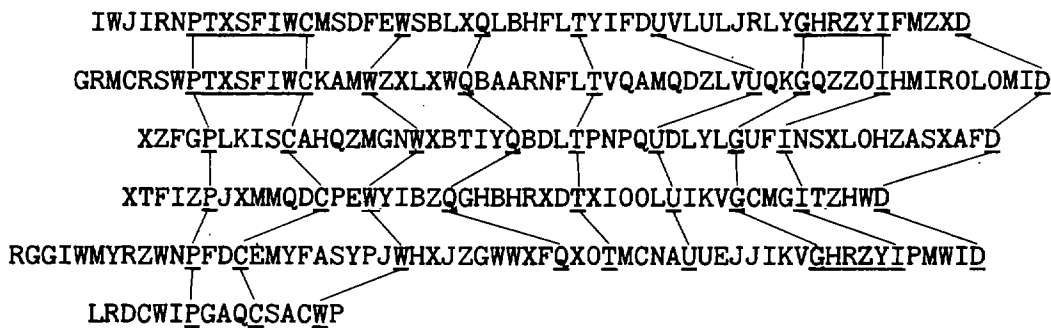 IWJIRNPTXSFIWCMSDFEWSBLXQLBHFLTYIFDUVLULJRLYGHRZYIFMZXD
GRMCRSWPTXSFIWCKAMWZXLXWQBAARNFLTVQAMQDZLVUQKGQZZOIHMIROLOMID
XZFGPLKISCAHQZMGNWXBTIYQBDLTPNPQUDLYLGUFINSXLOHZASXAFD
XTFIZPJXMMQDCPEWYIBZQGHBHRXDTXIOOLUIKVGCMGITZHWD
RGGIWMYRZWNPFDCEMYFASYPJWHXJZGWWXFQXOTMCNAUUEJJIKVGHRZYIPMWID
LRDCWIPGAQCSACWP